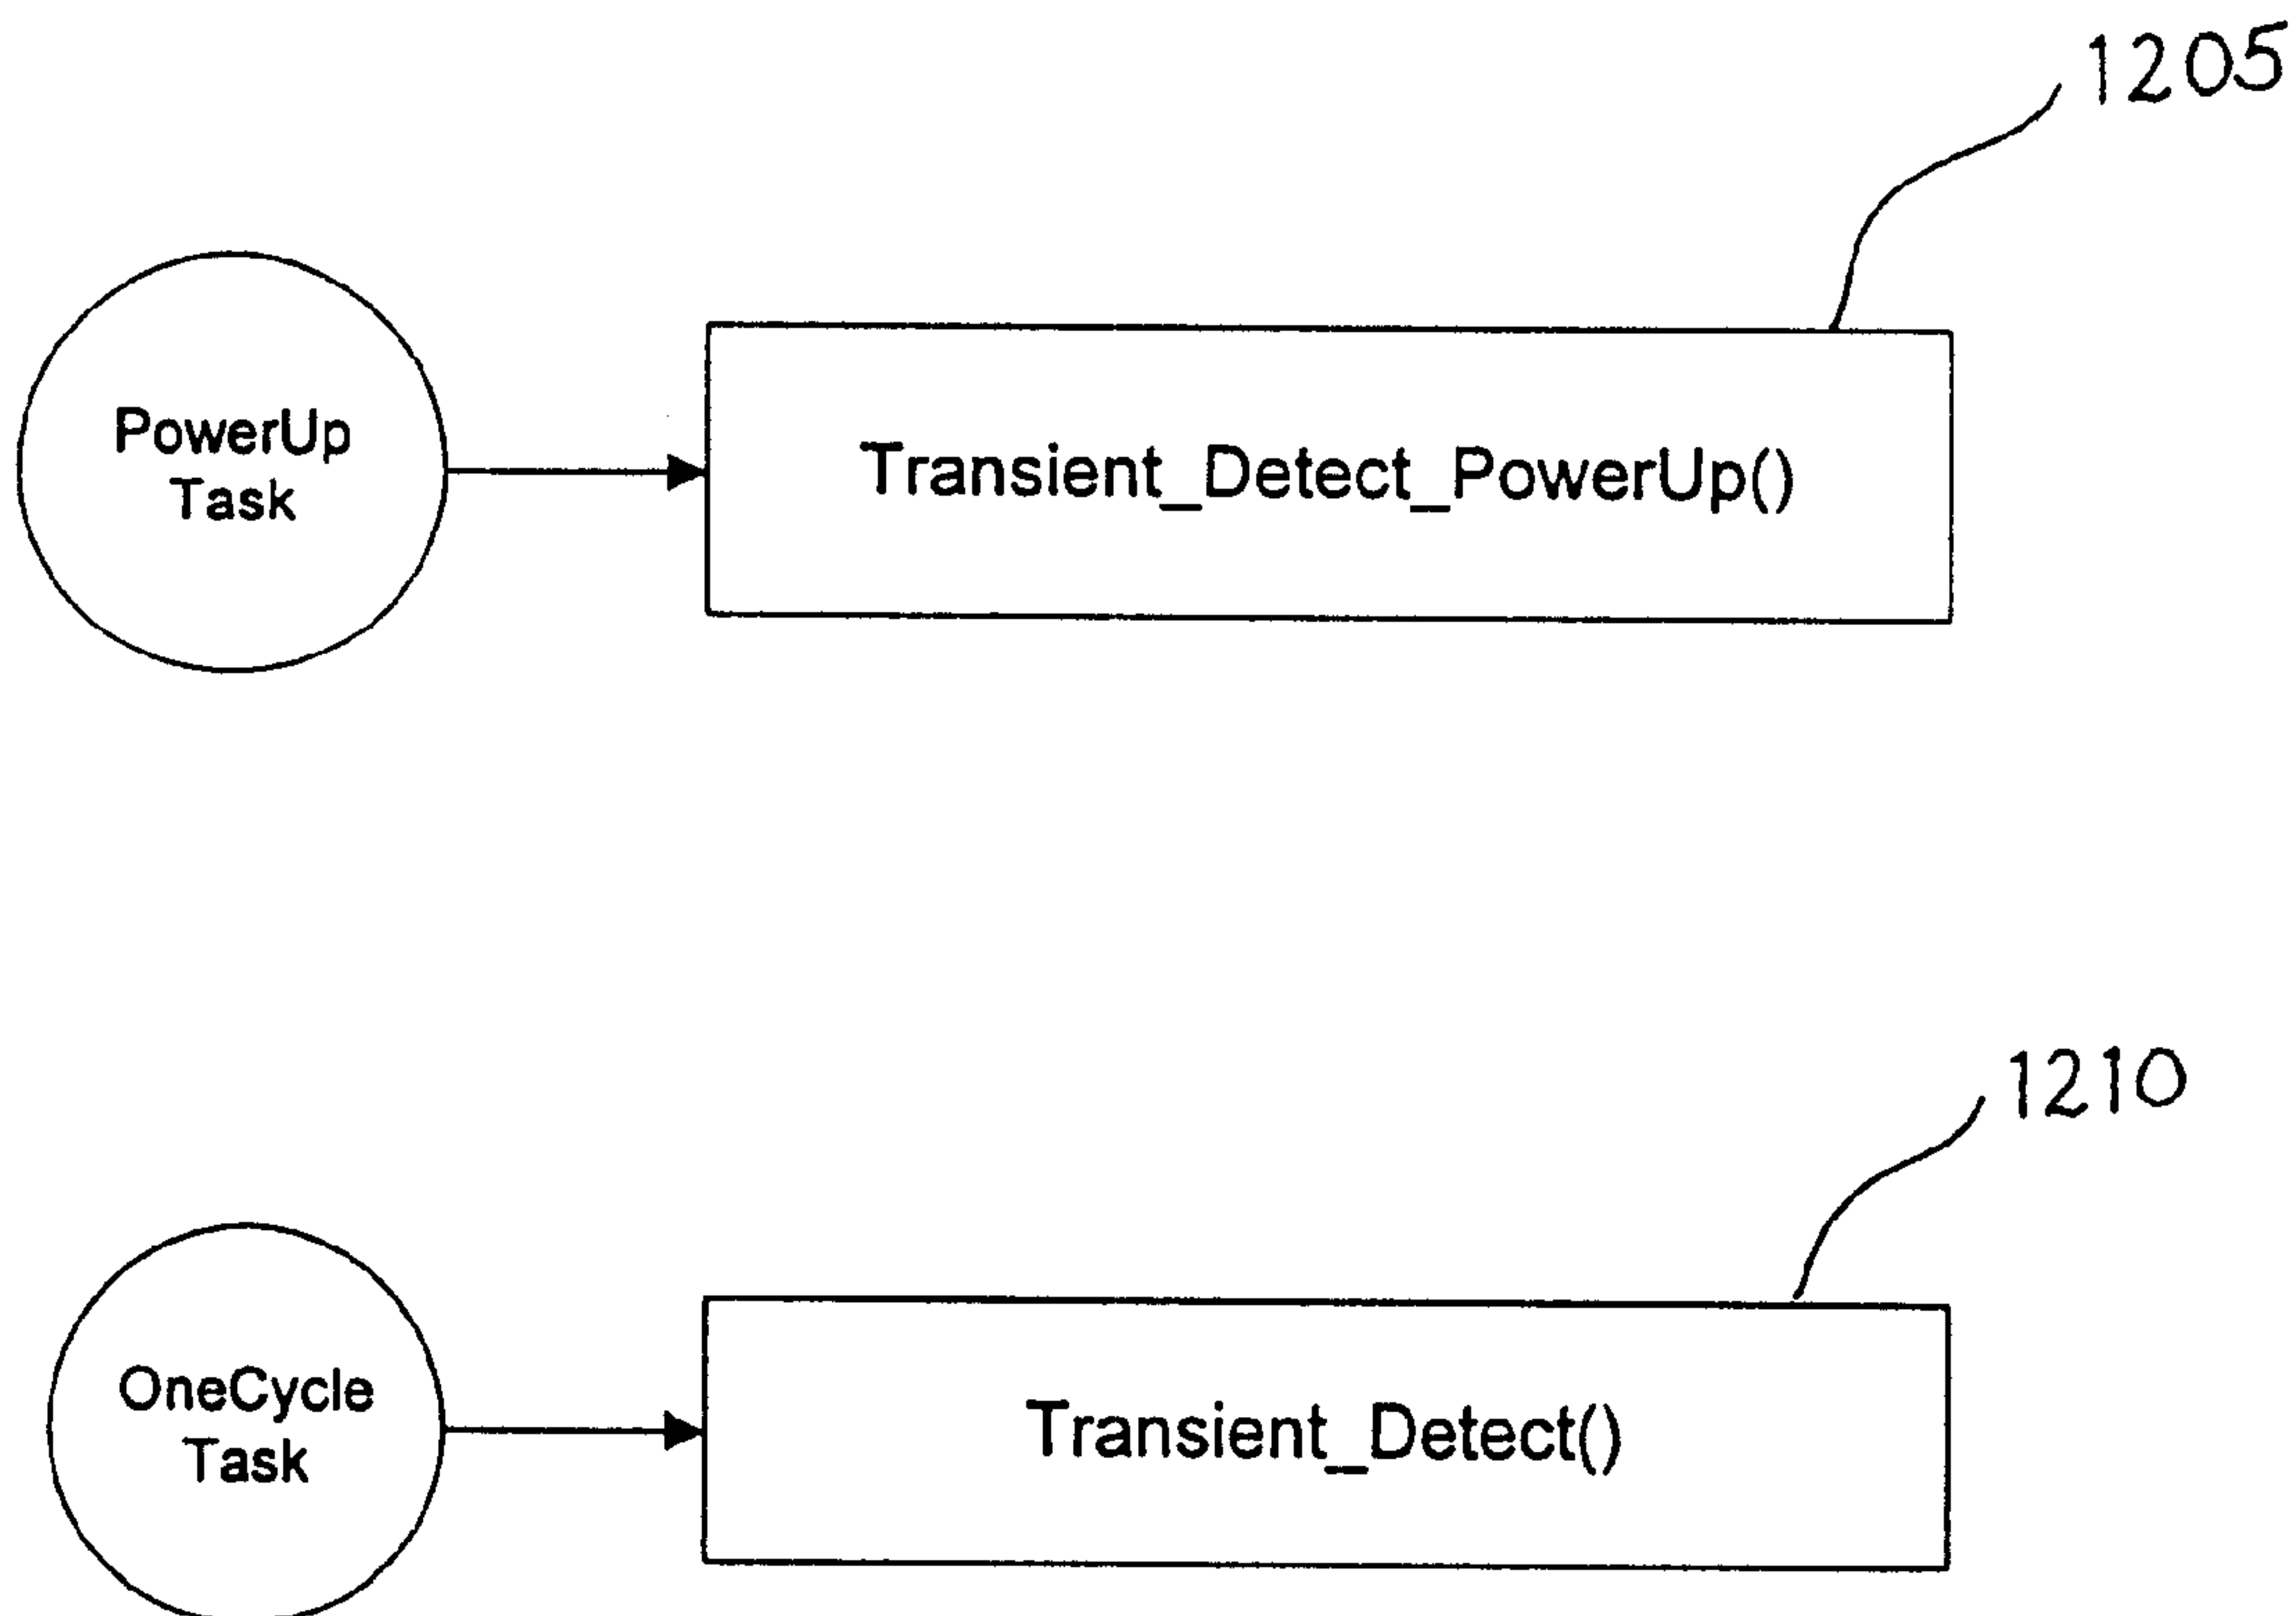 1205
PowerUp
Task
Transient_Detect_PowerUp()
1210
OneCycle
Task
Transient_Detect()